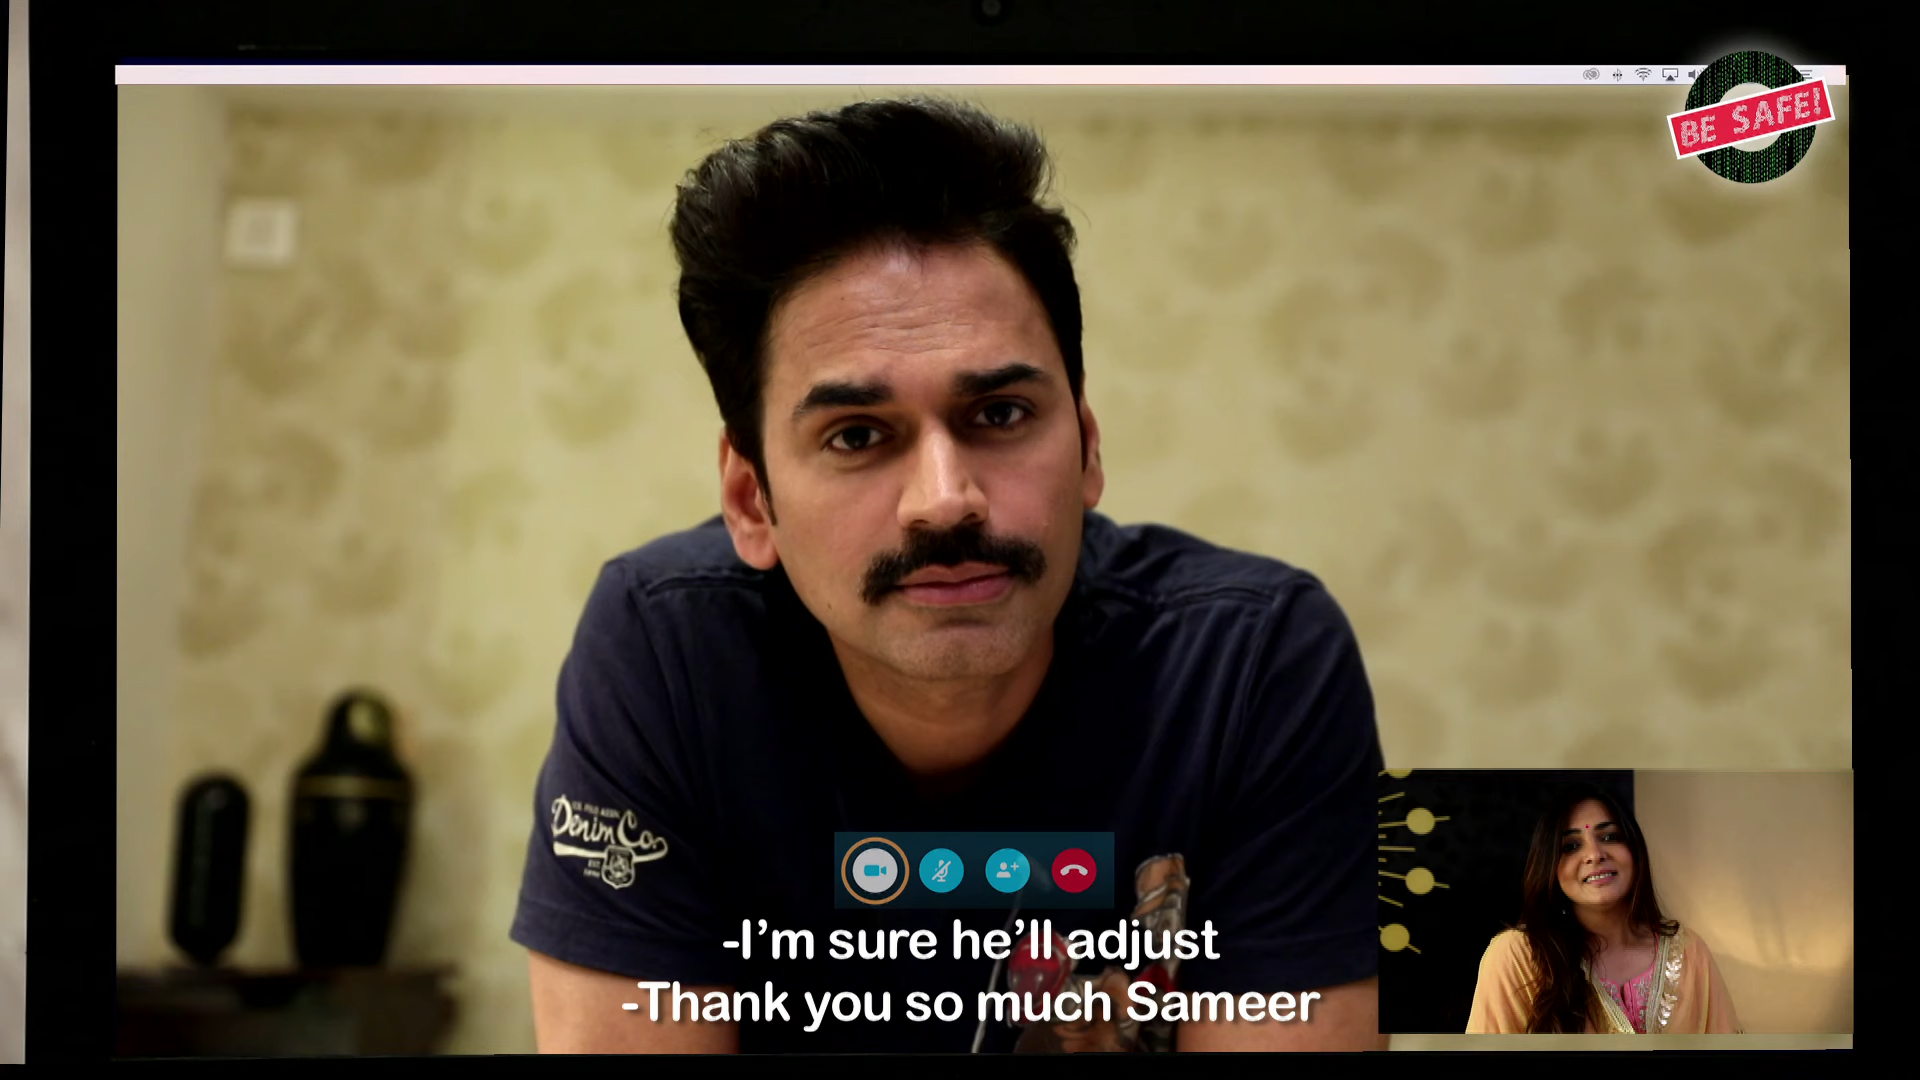 BE SAFE!
Denim Co.
-I'm sure he'll adjust
-Thank you so much Sameer